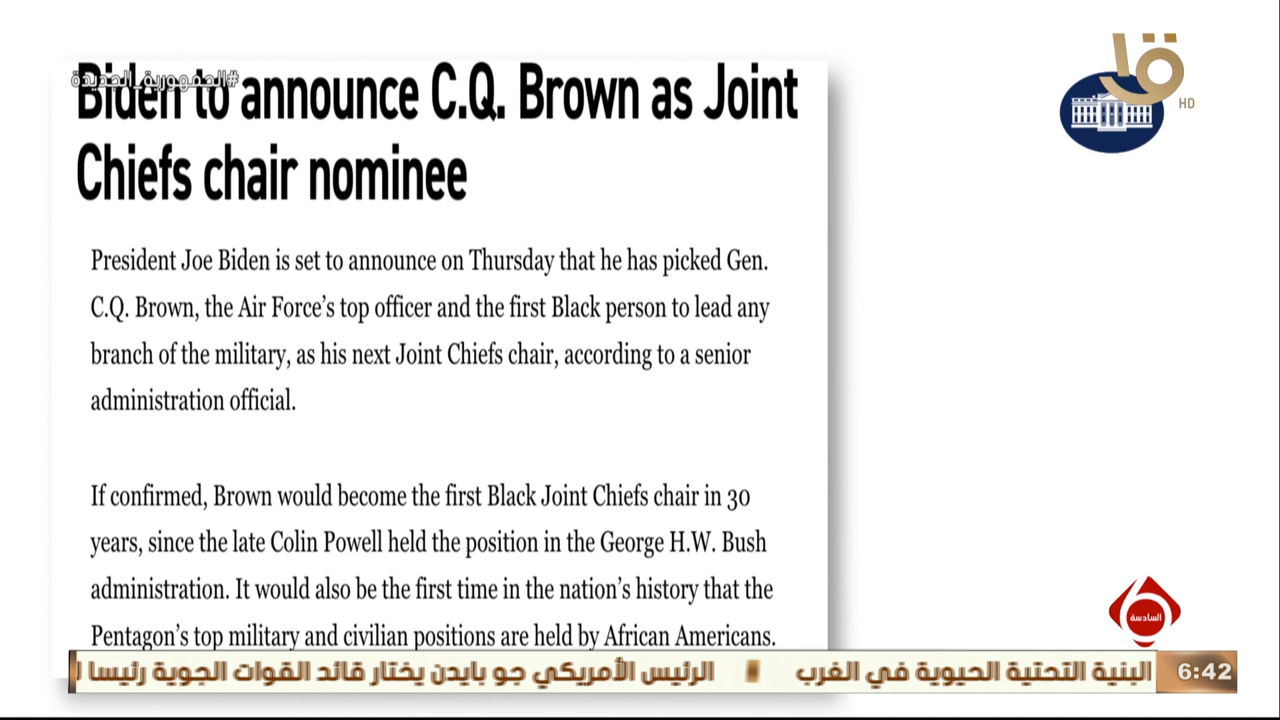 #الجمهورية_الجديدة
Biden to announce C.Q. Brown as Joint
Chiefs chair nominee
President Joe Biden is set to announce on Thursday that he has picked Gen.
C.Q. Brown, the Air Force’s top officer and the first Black person to lead any
branch of the military, as his next Joint Chiefs chair, according to a senior
administration official.
If confirmed, Brown would become the first Black Joint Chiefs chair in 30
years, since the late Colin Powell held the position in the George H.W. Bush
administration. It would also be the first time in the nation’s history that the
Pentagon’s top military and civilian positions are held by African Americans.
HD
السادسة
البنية التحتية الحيوية في الغرب الرئيس الأمريكي جو بايدن يختار قائد القوات الجوية رئيسا
6:42